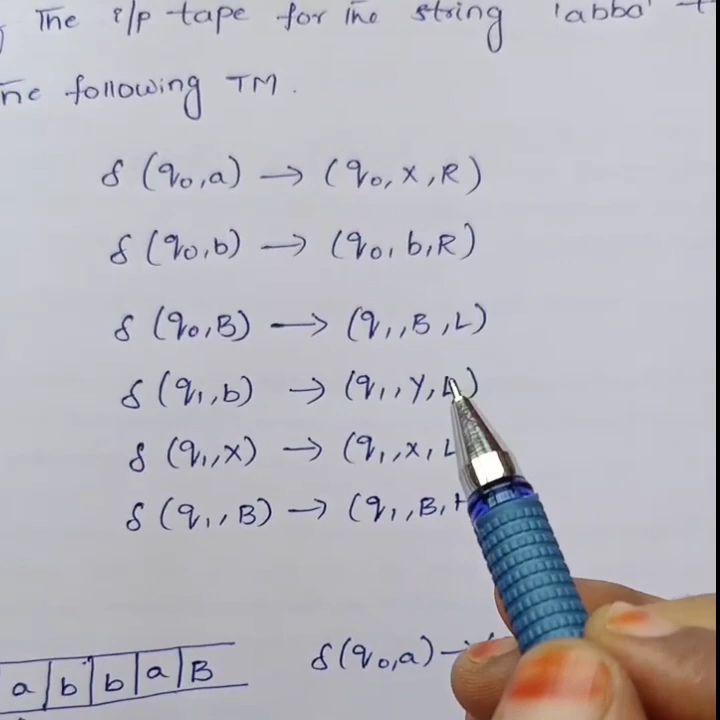 The i/p tape for the string 'abba'
the following TM.
δ (q0, a) → (q0, x, R)
δ (q0, b) → (q0, b, R)
δ (q0, B) → (q1, B, L)
δ (q1, b) → (q1, y, L)
δ (q1, x) → (q1, x, L
δ (q1, B) → (q1, B, H
a b b a B
δ(q0, a) →